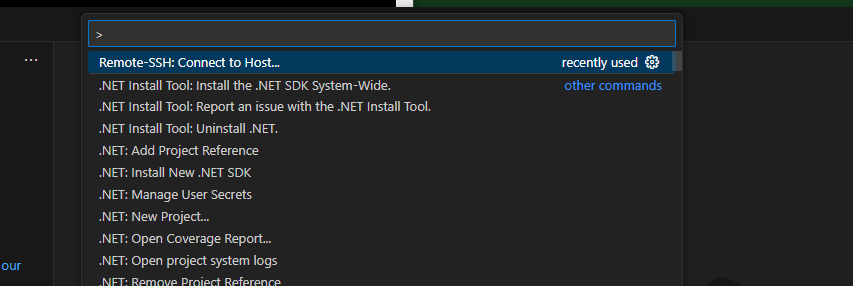 >
...
Remote-SSH: Connect to Host... recently used
.NET Install Tool: Install the .NET SDK System-Wide. other commands
.NET Install Tool: Report an issue with the .NET Install Tool.
.NET Install Tool: Uninstall .NET.
.NET: Add Project Reference
.NET: Install New .NET SDK
.NET: Manage User Secrets
.NET: New Project...
.NET: Open Coverage Report...
.NET: Open project system logs
our
.NET: Remove Project Reference